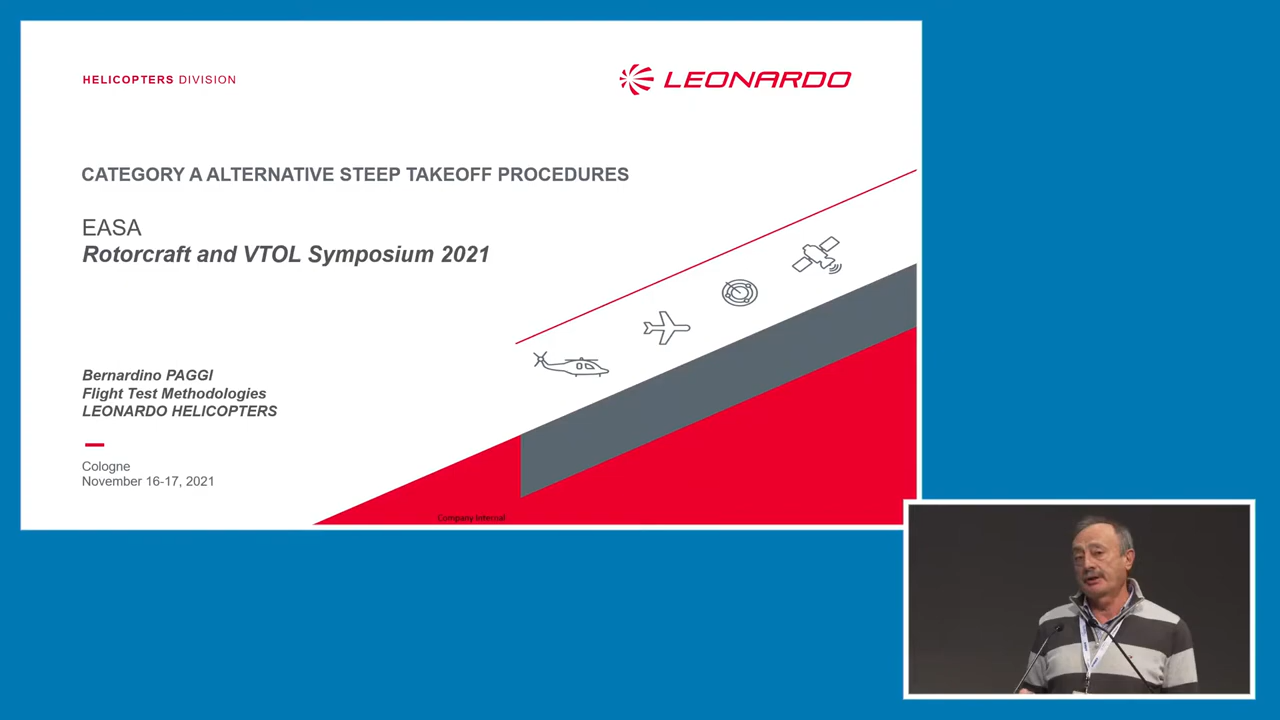 HELICOPTERS DIVISION
LEONARDO
CATEGORY A ALTERNATIVE STEEP TAKEOFF PROCEDURES
EASA
Rotorcraft and VTOL Symposium 2021
Bernardino PAGGI
Flight Test Methodologies
LEONARDO HELICOPTERS
Cologne
November 16-17, 2021
Company Internal